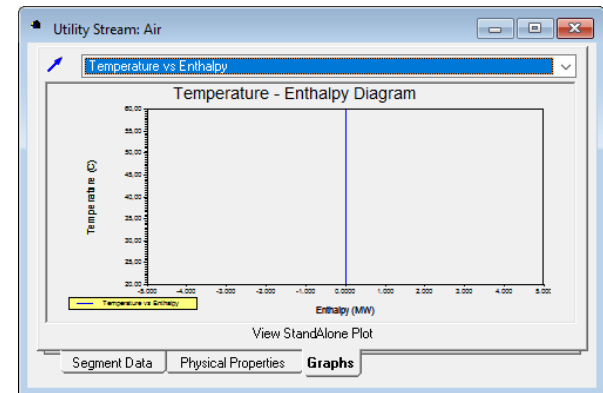 Utility Stream: Air
Temperature vs Enthalpy
Temperature - Enthalpy Diagram
60.00
55.00
50.00
45.00
40.00
35.00
30.00
25.00
20.00
Temperature (C)
-5.000 -4.000 -3.000 -2.000 -1.000 0.0000 1.000 2.000 3.000 4.000 5.000
Temperature vs Enthalpy
Enthalpy (MW)
View StandAlone Plot
Segment Data Physical Properties Graphs